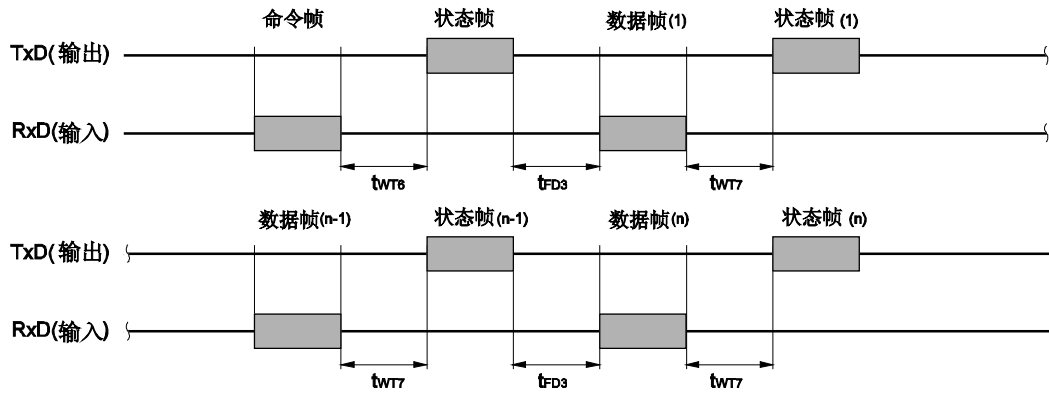 命令帧 状态帧 数据帧(1) 状态帧 (1)
TxD(输出)
RxD(输入)
tWT6 tFD3 tWT7
数据帧(n-1) 状态帧(n-1) 数据帧(n) 状态帧 (n)
TxD(输出)
RxD(输入)
tWT7 tFD3 tWT7